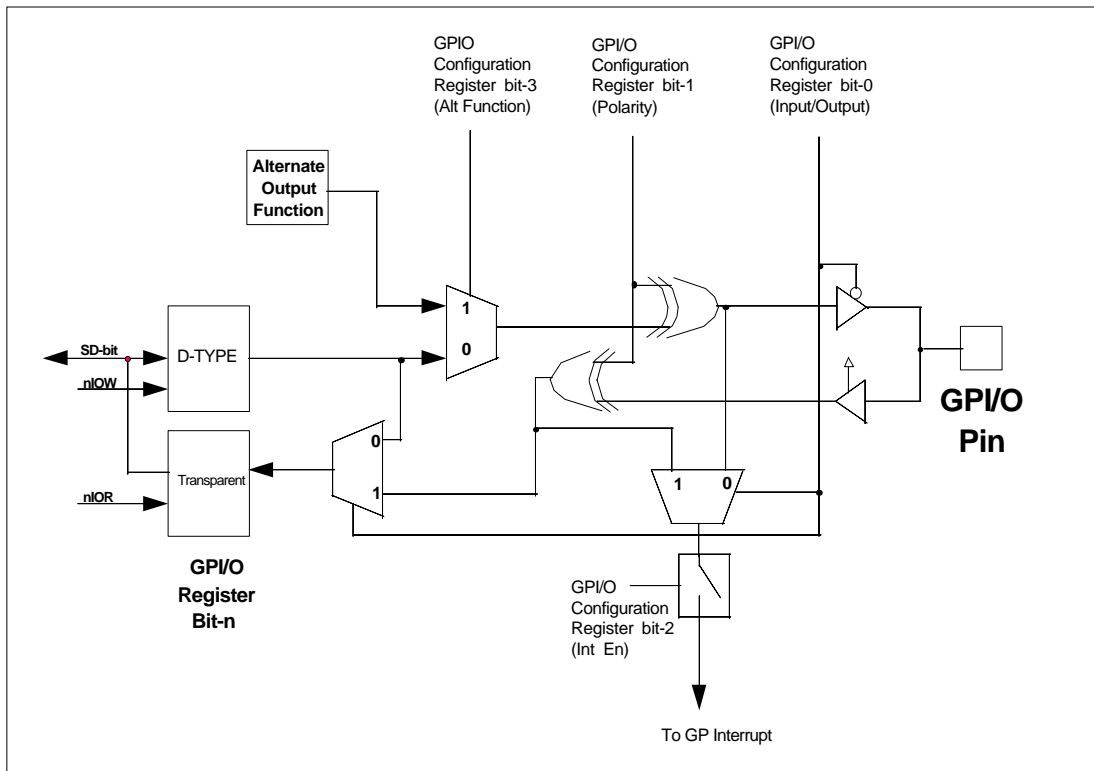 GPIO
Configuration
Register bit-3
(Alt Function)
GPI/O
Configuration
Register bit-1
(Polarity)
GPI/O
Configuration
Register bit-0
(Input/Output)
Alternate
Output
Function
1
0
SD-bit
D-TYPE
nIOW
0
1
Transparent
nIOR
GPI/O
Register
Bit-n
1 0
GPI/O
Pin
GPI/O
Configuration
Register bit-2
(Int En)
To GP Interrupt